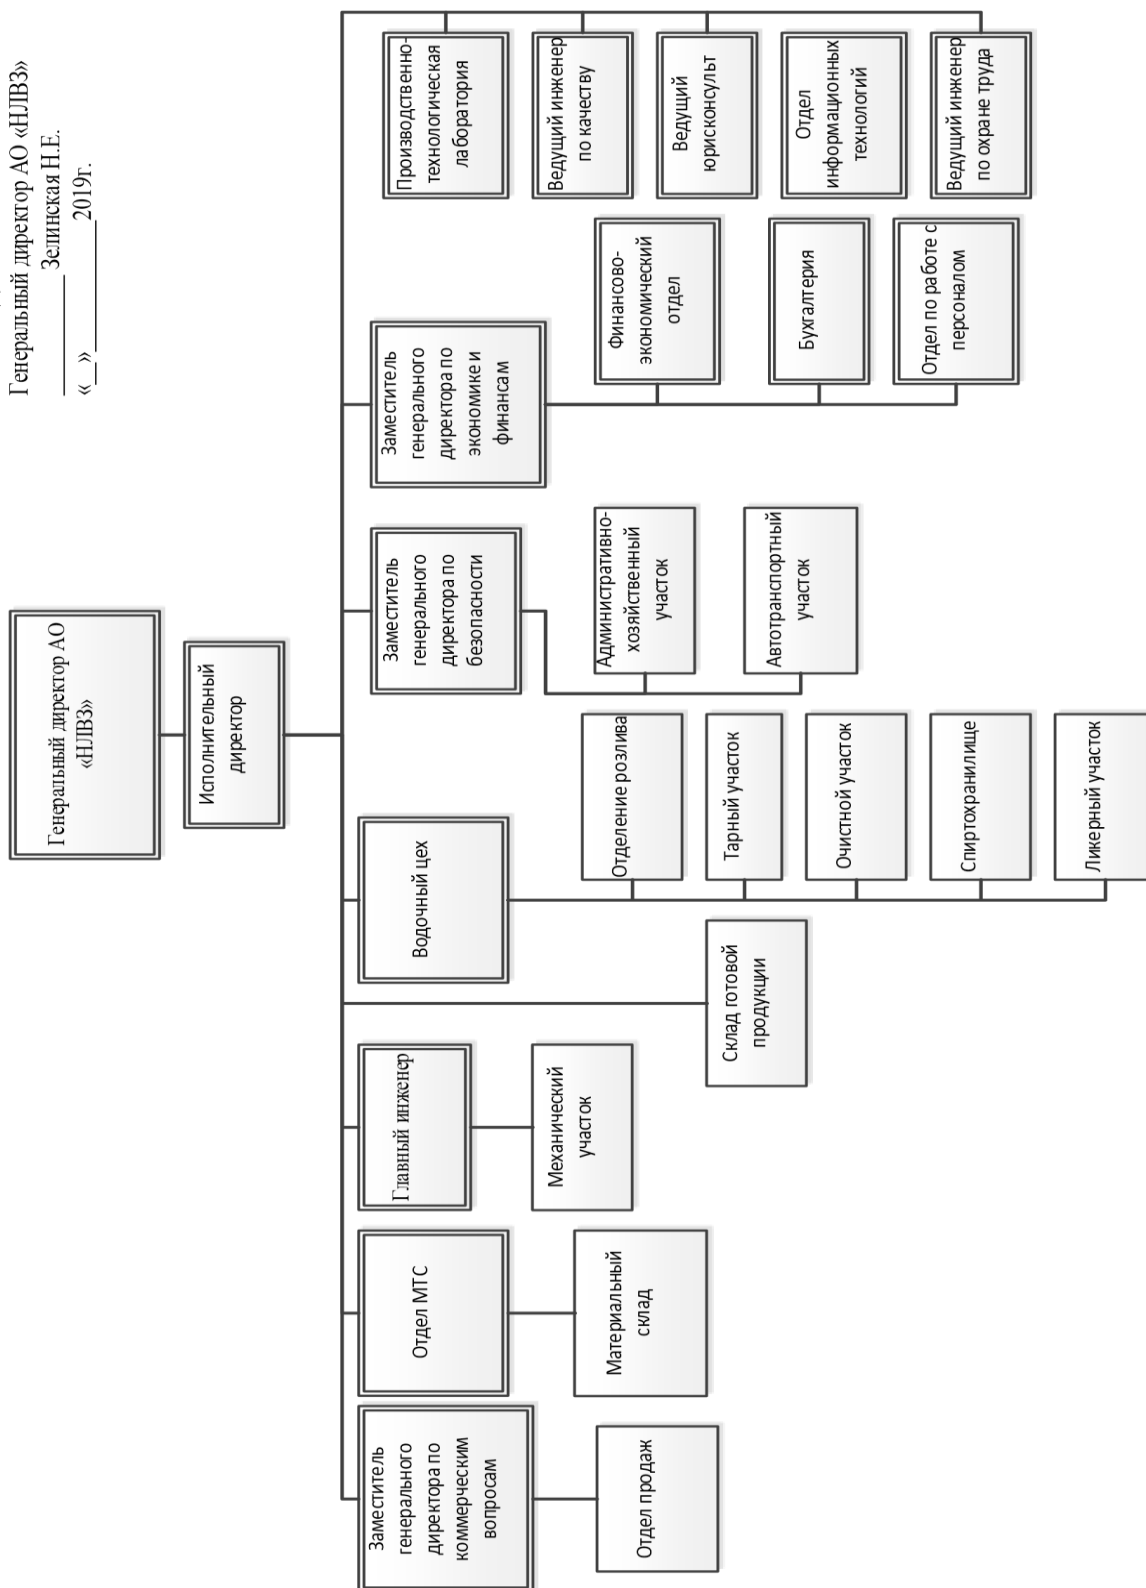 Генеральный директор АО «НЛВЗ»
Зелинская Н.Е.
«__»____________ 2019г.
Генеральный директор АО
«НЛВЗ»
Исполнительный
директор
Заместитель
генерального
директора по
коммерческим
вопросам
Отдел продаж
Отдел МТС
Материальный
склад
Главный инженер
Механический
участок
Склад готовой
продукции
Водочный цех
Отделение розлива
Тарный участок
Очистной участок
Спиртохранилище
Ликерный участок
Заместитель
генерального
директора по
безопасности
Административно-
хозяйственный
участок
Автотранспортный
участок
Заместитель
генерального
директора по
экономике и
финансам
Финансово-
экономический
отдел
Бухгалтерия
Отдел по работе с
персоналом
Производственно-
технологическая
лаборатория
Ведущий инженер
по качеству
Ведущий
юрисконсульт
Отдел
информационных
технологий
Ведущий инженер
по охране труда